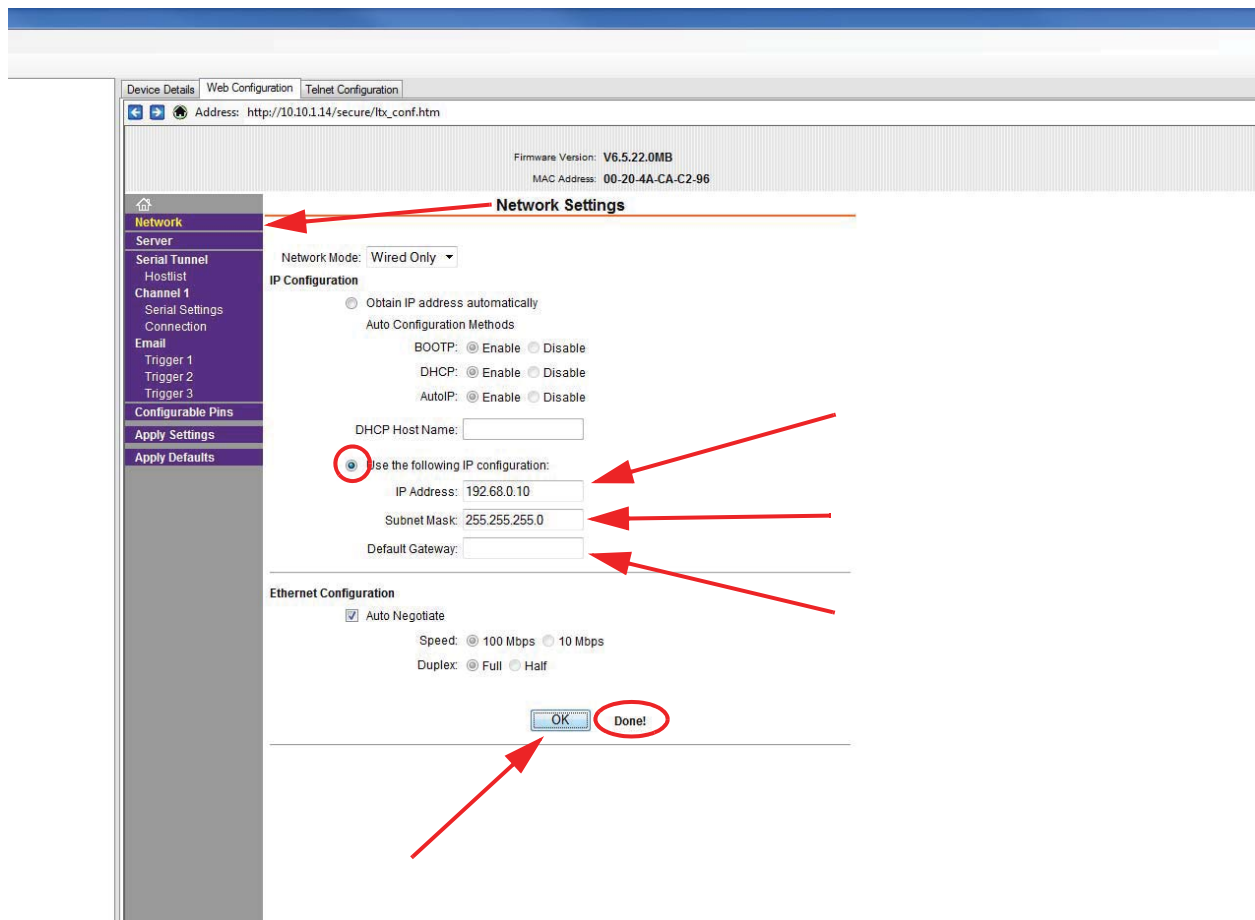 Device Details Web Configuration Telnet Configuration
Address: http://10.10.1.14/secure/ltx_conf.htm
Firmware Version: V6.5.22.0MB
MAC Address: 00-20-4A-CA-C2-96
Network
Server
Serial Tunnel
Hostlist
Channel 1
Serial Settings
Connection
Email
Trigger 1
Trigger 2
Trigger 3
Configurable Pins
Apply Settings
Apply Defaults
Network Settings
Network Mode: Wired Only
IP Configuration
Obtain IP address automatically
Auto Configuration Methods
BOOTP: Enable Disable
DHCP: Enable Disable
AutoIP: Enable Disable
DHCP Host Name:
Use the following IP configuration:
IP Address: 192.68.0.10
Subnet Mask: 255.255.255.0
Default Gateway:
Ethernet Configuration
Auto Negotiate
Speed: 100 Mbps 10 Mbps
Duplex: Full Half
OK Done!